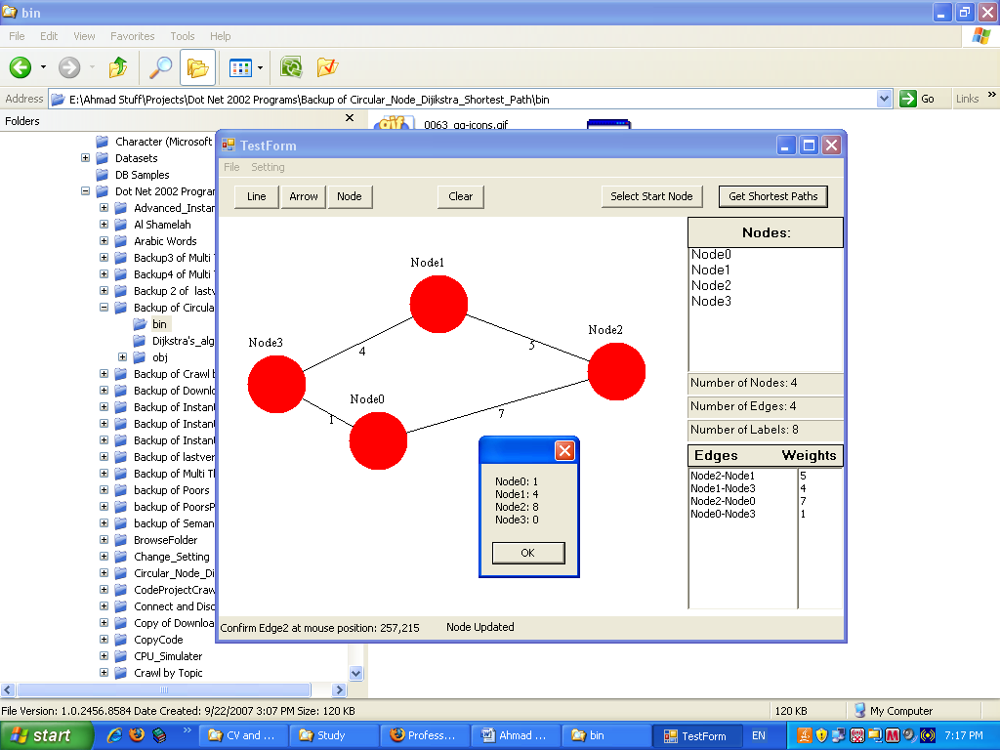 bin
File Edit View Favorites Tools Help
Address E:\Ahmad Stuff\Projects\Dot Net 2002 Programs\Backup of Circular_Node_Dijikstra_Shortest_Path\bin Go Links »
Folders
0063_qq-icons.gif
Character (Microsoft
Datasets
DB Samples
Dot Net 2002 Program
Advanced_Instan
Al Shamelah
Arabic Words
Backup3 of Multi T
Backup4 of Multi T
Backup 2 of lastv
Backup of Circula
bin
Dijkstra's_alg
obj
Backup of Crawl b
Backup of Downlo
Backup of Instant
Backup of Instant
Backup of Instant
Backup of lastver
Backup of Multi Th
backup of Poors
backup of PoorsP
backup of Seman
BrowseFolder
Change_Setting
Circular_Node_Di
CodeProjectCraw
Connect and Disc
Copy of Downloa
CopyCode
CPU_Simulater
Crawl by Topic
TestForm
File Setting
Line Arrow Node Clear Select Start Node Get Shortest Paths
Node1
Node2
Node3
Node0
4
5
1
7
Nodes:
Node0
Node1
Node2
Node3
Number of Nodes: 4
Number of Edges: 4
Number of Labels: 8
Edges Weights
Node2-Node1 5
Node1-Node3 4
Node2-Node0 7
Node0-Node3 1
Node0: 1
Node1: 4
Node2: 8
Node3: 0
OK
Confirm Edge2 at mouse position: 257,215 Node Updated
File Version: 1.0.2456.8584 Date Created: 9/22/2007 3:07 PM Size: 120 KB 120 KB My Computer
start » CV and ... Study Profess... Ahmad ... bin TestForm EN 7:17 PM